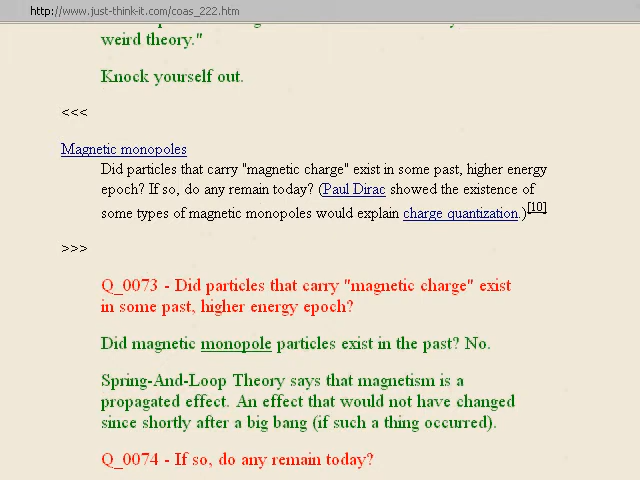 http://www.just-think-it.com/coas_222.htm
weird theory."
Knock yourself out.
<<<
Magnetic monopoles
Did particles that carry "magnetic charge" exist in some past, higher energy
epoch? If so, do any remain today? (Paul Dirac showed the existence of
some types of magnetic monopoles would explain charge quantization.)[10]
>>>
Q_0073 - Did particles that carry "magnetic charge" exist
in some past, higher energy epoch?
Did magnetic monopole particles exist in the past? No.
Spring-And-Loop Theory says that magnetism is a
propagated effect. An effect that would not have changed
since shortly after a big bang (if such a thing occurred).
Q_0074 - If so, do any remain today?